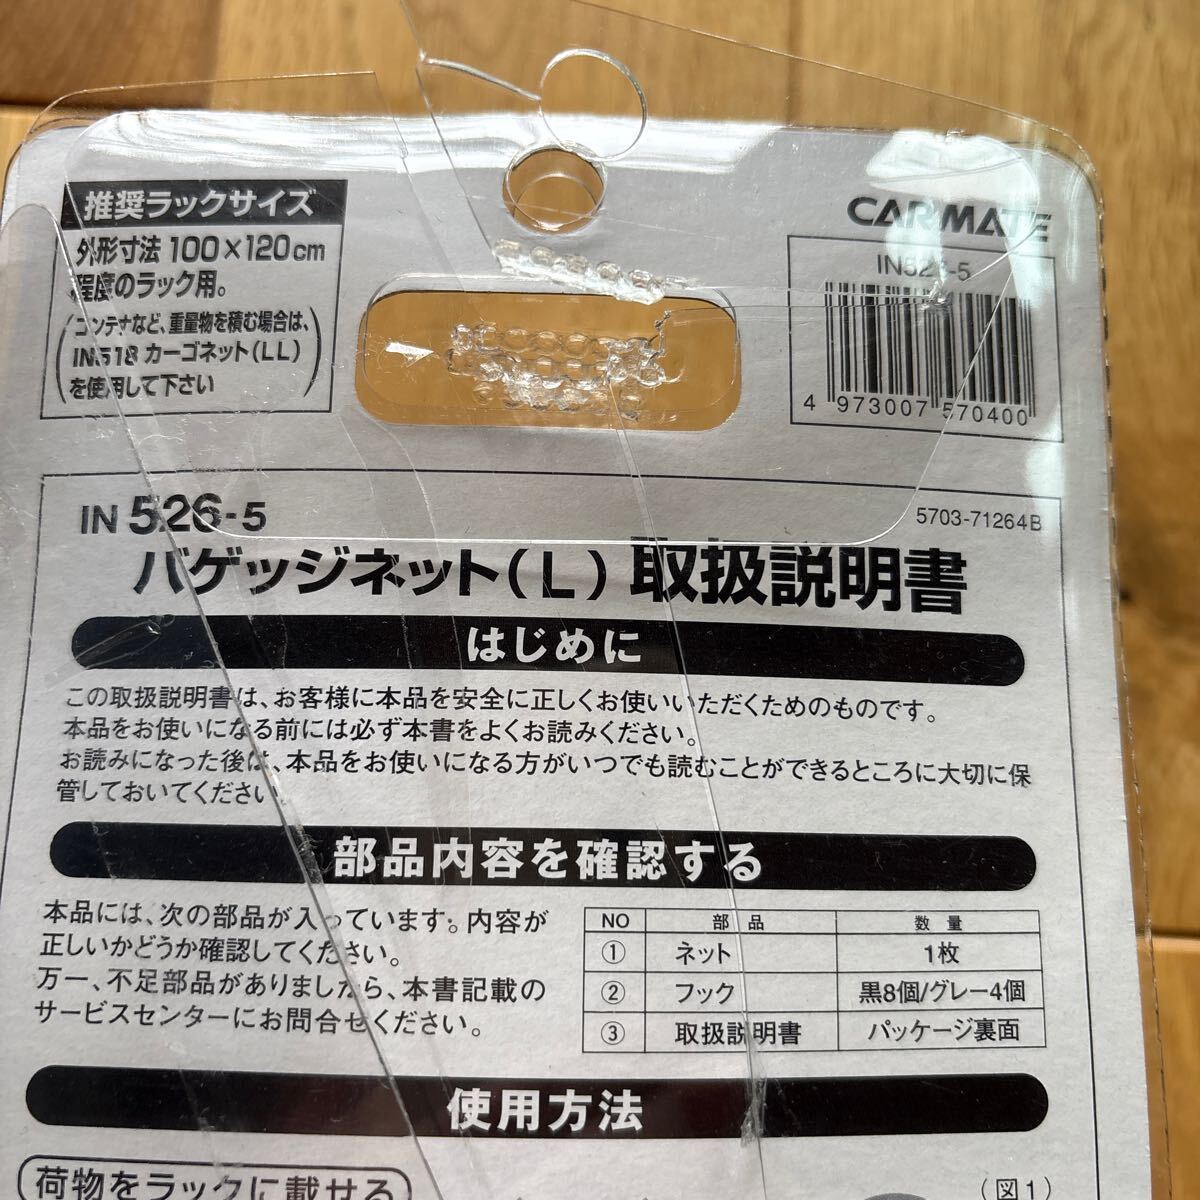 推奨ラックサイズ
外形寸法 100×120cm
程度のラック用。
(コンテナなど、重量物を積む場合は、
IN518 カーゴネット(LL)
を使用して下さい)
CARMATE
IN526-5
4 973007 570400
IN 526-5
5703-71264B
バゲッジネット(L) 取扱説明書
はじめに
この取扱説明書は、お客様に本品を安全に正しくお使いいただくためのものです。
本品をお使いになる前には必ず本書をよくお読みください。
お読みになった後は、本品をお使いになる方がいつでも読むことができるところに大切に保
管しておいてください。
部品内容を確認する
本品には、次の部品が入っています。内容が
正しいかどうか確認してください。
万一、不足部品がありましたら、本書記載の
サービスセンターにお問合せください。
NO 部品 数量
① ネット 1枚
② フック 黒8個/グレー4個
③ 取扱説明書 パッケージ裏面
使用方法
荷物をラックに載せる
(図1)